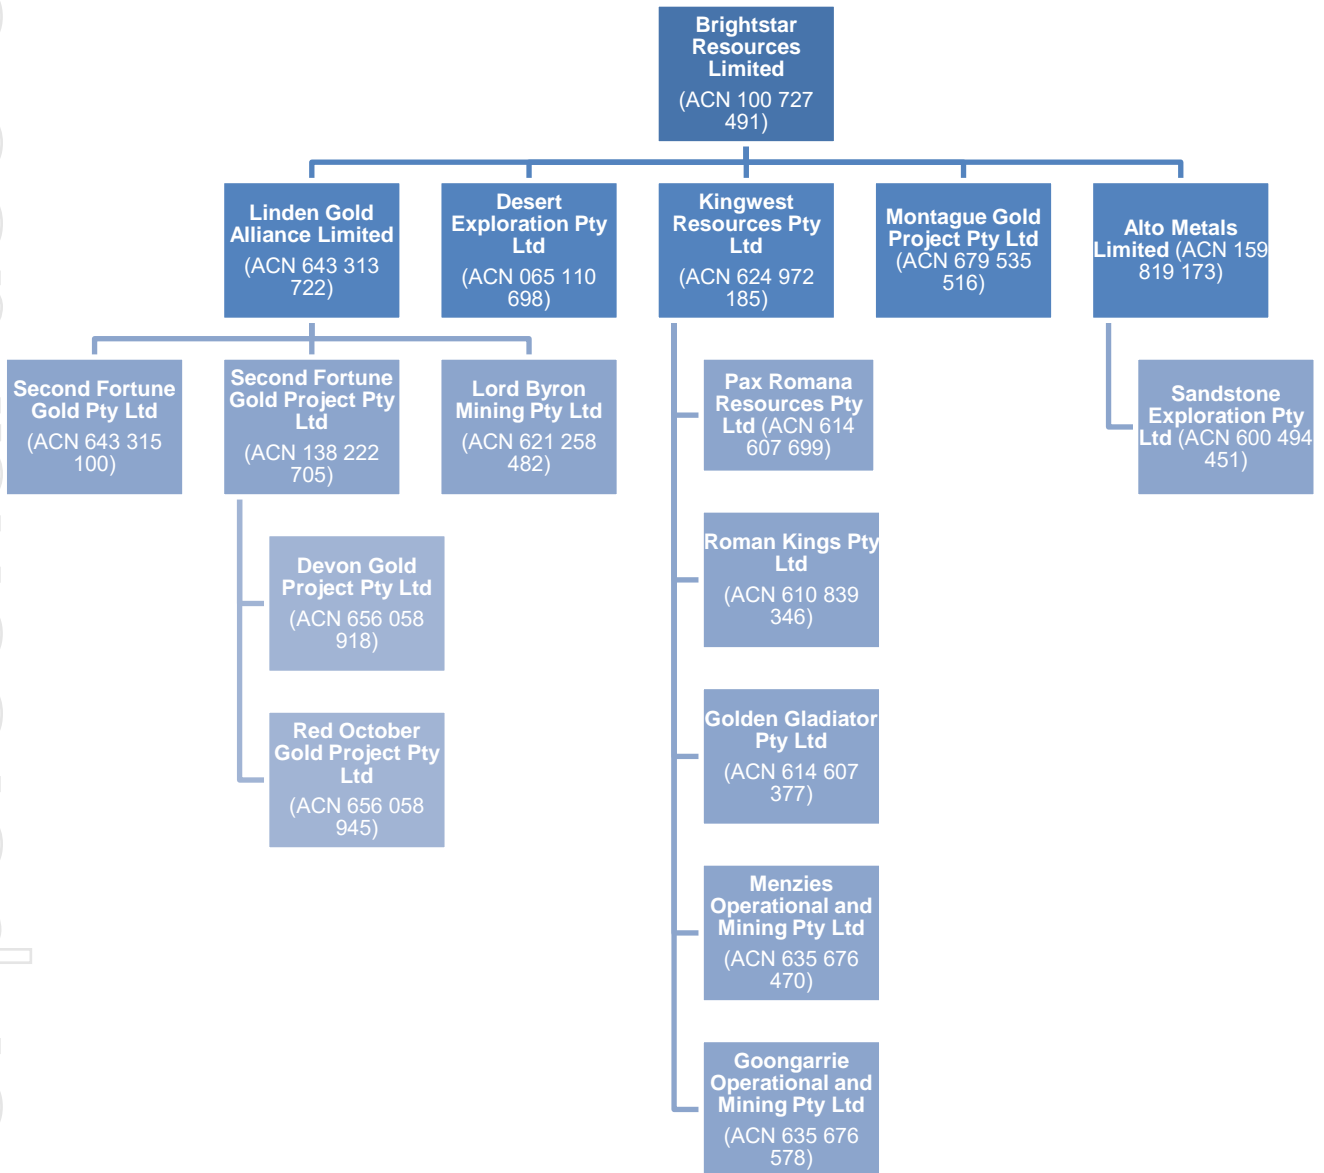 Brightstar
Resources
Limited
(ACN 100 727
491)
Linden Gold
Alliance Limited
(ACN 643 313
722)
Desert
Exploration Pty
Ltd
(ACN 065 110
698)
Kingwest
Resources Pty
Ltd
(ACN 624 972
185)
Montague Gold
Project Pty Ltd
(ACN 679 535
516)
Alto Metals
Limited (ACN 159
819 173)
Second Fortune
Gold Pty Ltd
(ACN 643 315
100)
Second Fortune
Gold Project Pty
Ltd
(ACN 138 222
705)
Lord Byron
Mining Pty Ltd
(ACN 621 258
482)
Pax Romana
Resources Pty
Ltd (ACN 614
607 699)
Sandstone
Exploration Pty
Ltd (ACN 600 494
451)
Devon Gold
Project Pty Ltd
(ACN 656 058
918)
Roman Kings Pty
Ltd
(ACN 610 839
346)
Red October
Gold Project Pty
Ltd
(ACN 656 058
945)
Golden Gladiator
Pty Ltd
(ACN 614 607
377)
Menzies
Operational and
Mining Pty Ltd
(ACN 635 676
470)
Goongarrie
Operational and
Mining Pty Ltd
(ACN 635 676
578)